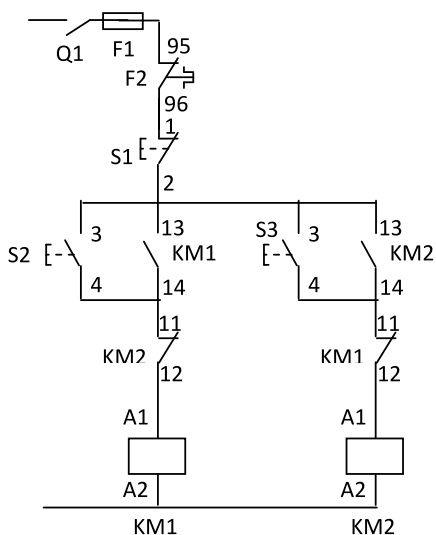 Q1 F1
95
F2
96
1
S1
2
S3
3 13 3 13
S2 KM1 KM2
4 14 4 14
11 11
KM2 KM1
12 12
A1 A1
A2 A2
KM1 KM2